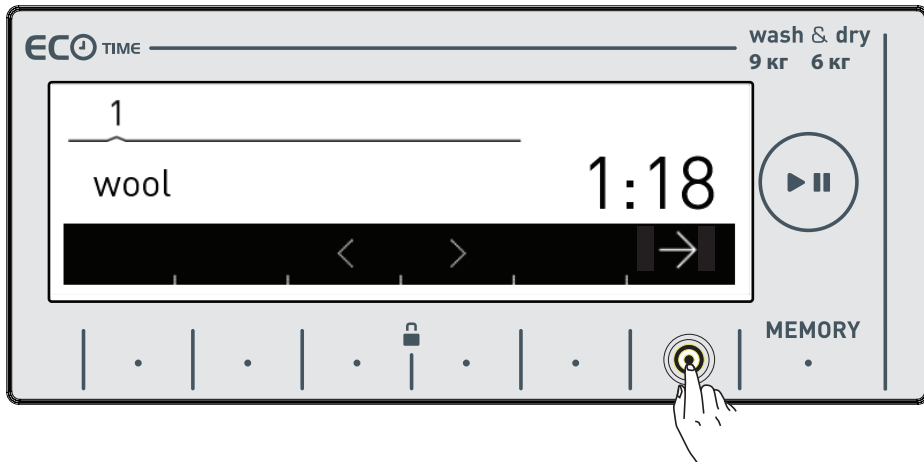 ECO TIME
wash & dry
9 кг 6 кг
1
wool
1:18
MEMORY